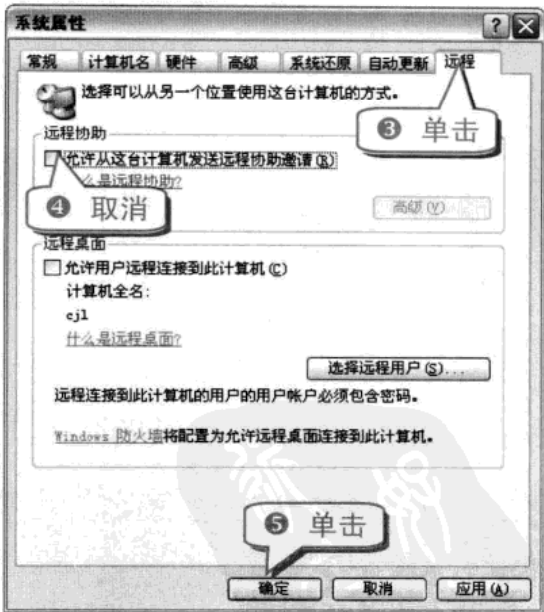 系统属性
常规 计算机名 硬件 高级 系统还原 自动更新 远程
选择可以从另一个位置使用这台计算机的方式。
③ 单击
远程协助
允许从这台计算机发送远程协助邀请(R)
么是远程协助?
④ 取消
高级(V)
远程桌面
允许用户远程连接到此计算机(C)
计算机全名:
cjl
什么是远程桌面?
选择远程用户(S)...
远程连接到此计算机的用户的用户帐户必须包含密码。
Windows 防火墙将配置为允许远程桌面连接到此计算机。
⑤ 单击
确定 取消 应用(A)